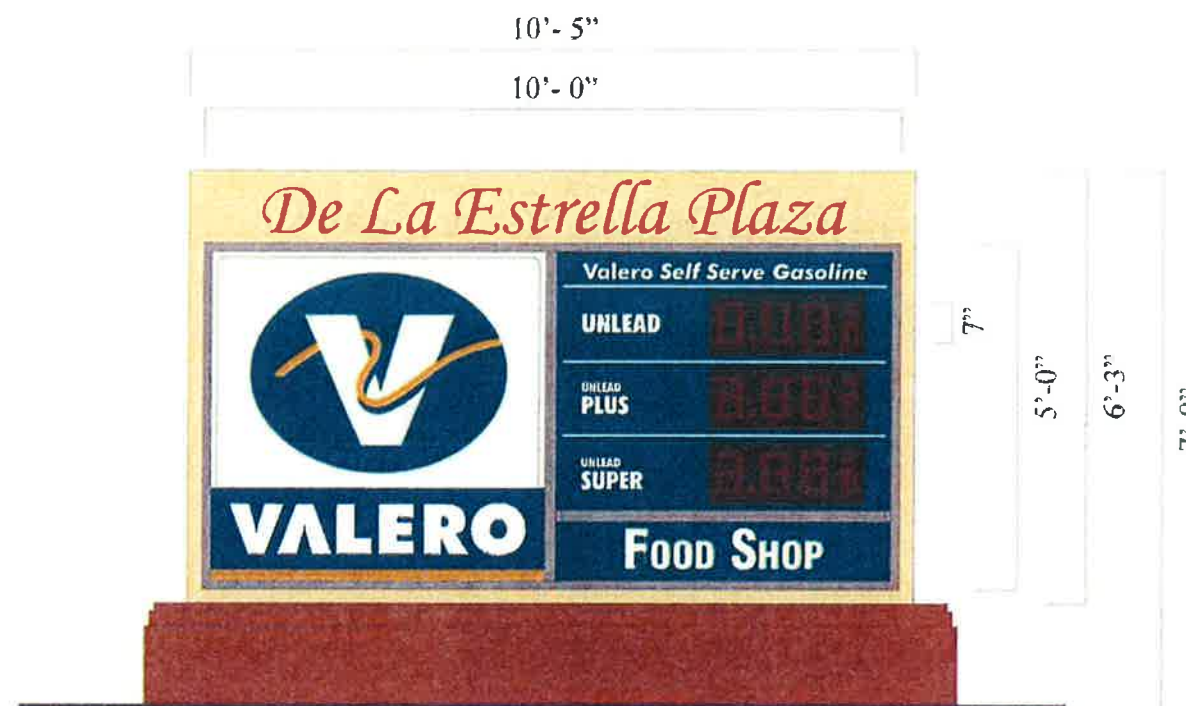 10'- 5"
10'- 0"
De La Estrella Plaza
Valero Self Serve Gasoline
UNLEAD
7"
UNLEAD
PLUS
5'-0"
6'-3"
UNLEAD
SUPER
VALERO
FOOD SHOP